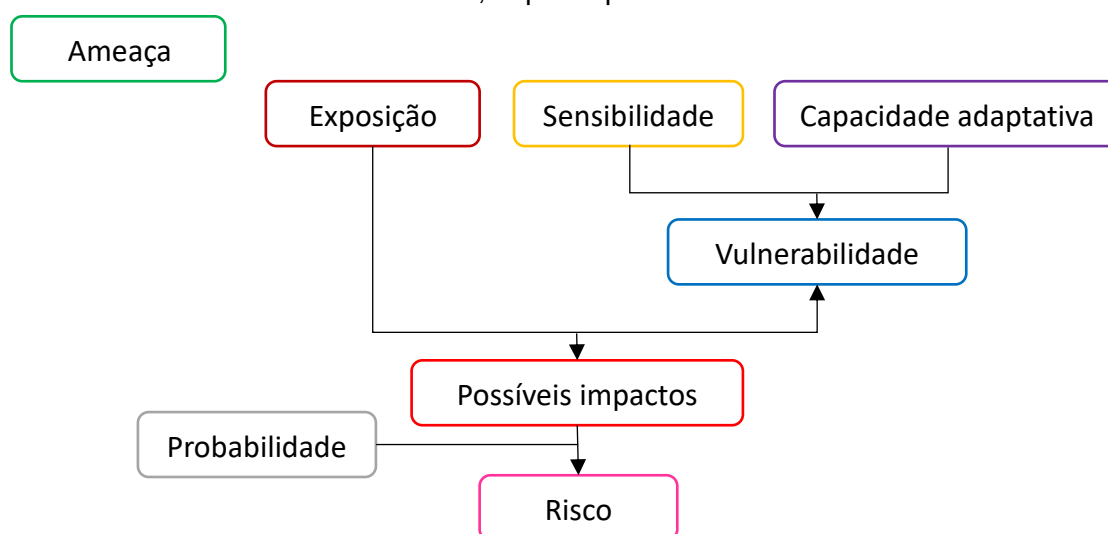 Ameaça
Exposição
Sensibilidade
Capacidade adaptativa
Vulnerabilidade
Possíveis impactos
Probabilidade
Risco